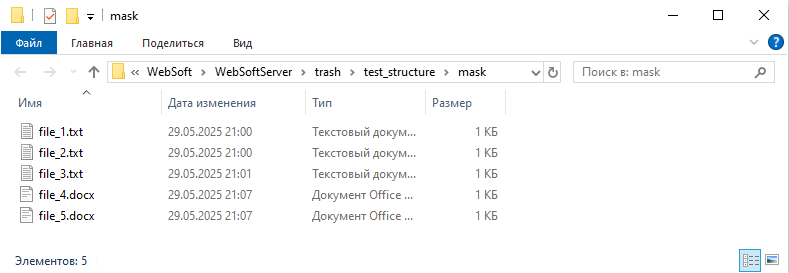 mask
Файл Главная Поделиться Вид
« WebSoft › WebSoftServer › trash › test_structure › mask Поиск в: mask
Имя Дата изменения Тип Размер
file_1.txt 29.05.2025 21:00 Текстовый докум... 1 КБ
file_2.txt 29.05.2025 21:00 Текстовый докум... 1 КБ
file_3.txt 29.05.2025 21:01 Текстовый докум... 1 КБ
file_4.docx 29.05.2025 21:07 Документ Office ... 1 КБ
file_5.docx 29.05.2025 21:07 Документ Office ... 1 КБ
Элементов: 5